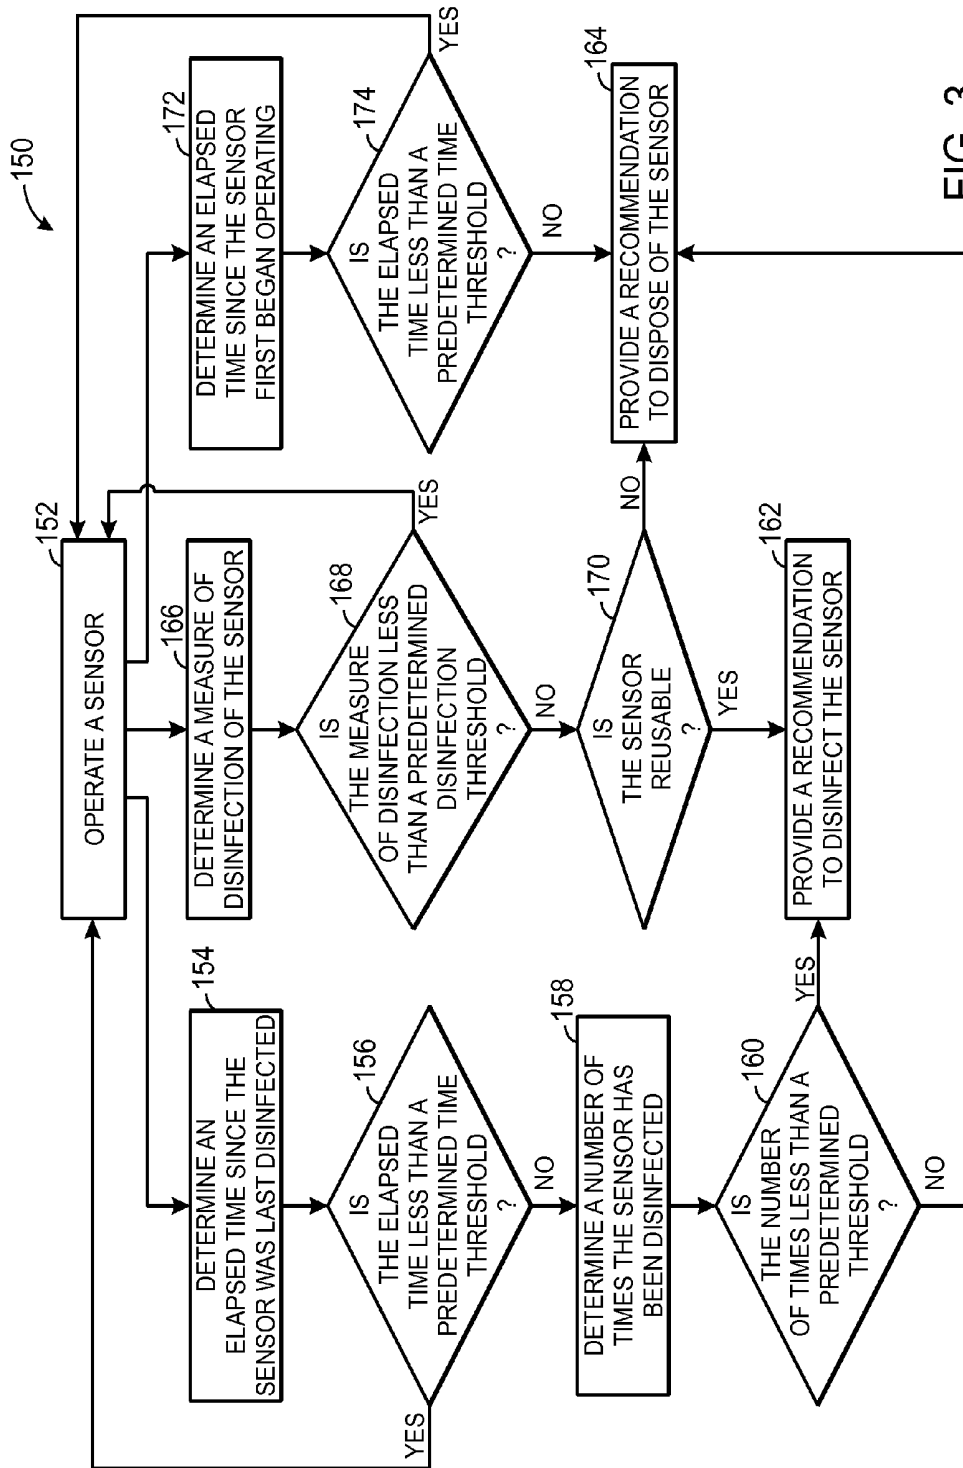 150
152
OPERATE A SENSOR
154
DETERMINE AN
ELAPSED TIME SINCE THE
SENSOR WAS LAST DISINFECTED
156
IS
THE ELAPSED
TIME LESS THAN A
PREDETERMINED TIME
THRESHOLD
?
YES
NO
158
DETERMINE A NUMBER OF
TIMES THE SENSOR HAS
BEEN DISINFECTED
160
IS
THE NUMBER
OF TIMES LESS THAN A
PREDETERMINED
THRESHOLD
?
YES
NO
166
DETERMINE A MEASURE OF
DISINFECTION OF THE SENSOR
168
IS
THE MEASURE
OF DISINFECTION LESS
THAN A PREDETERMINED
DISINFECTION
THRESHOLD
?
YES
NO
170
IS
THE SENSOR
REUSABLE
?
NO
YES
162
PROVIDE A RECOMMENDATION
TO DISINFECT THE SENSOR
172
DETERMINE AN ELAPSED
TIME SINCE THE SENSOR
FIRST BEGAN OPERATING
174
IS
THE ELAPSED
TIME LESS THAN A
PREDETERMINED TIME
THRESHOLD
?
YES
NO
164
PROVIDE A RECOMMENDATION
TO DISPOSE OF THE SENSOR
FIG. 3